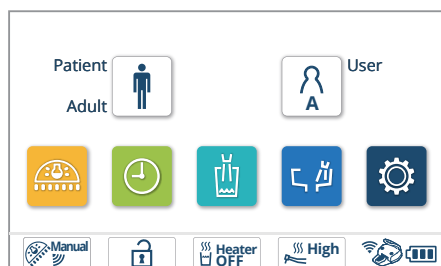 Patient
User
Adult
A
Manual
Heater
OFF
High